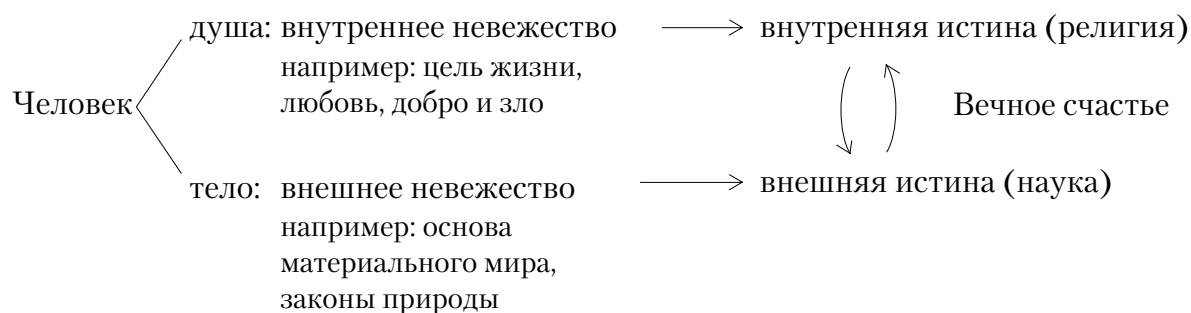 душа: внутреннее невежество внутренняя истина (религия)
например: цель жизни,
любовь, добро и зло
Человек
Вечное счастье
тело: внешнее невежество внешняя истина (наука)
например: основа
материального мира,
законы природы